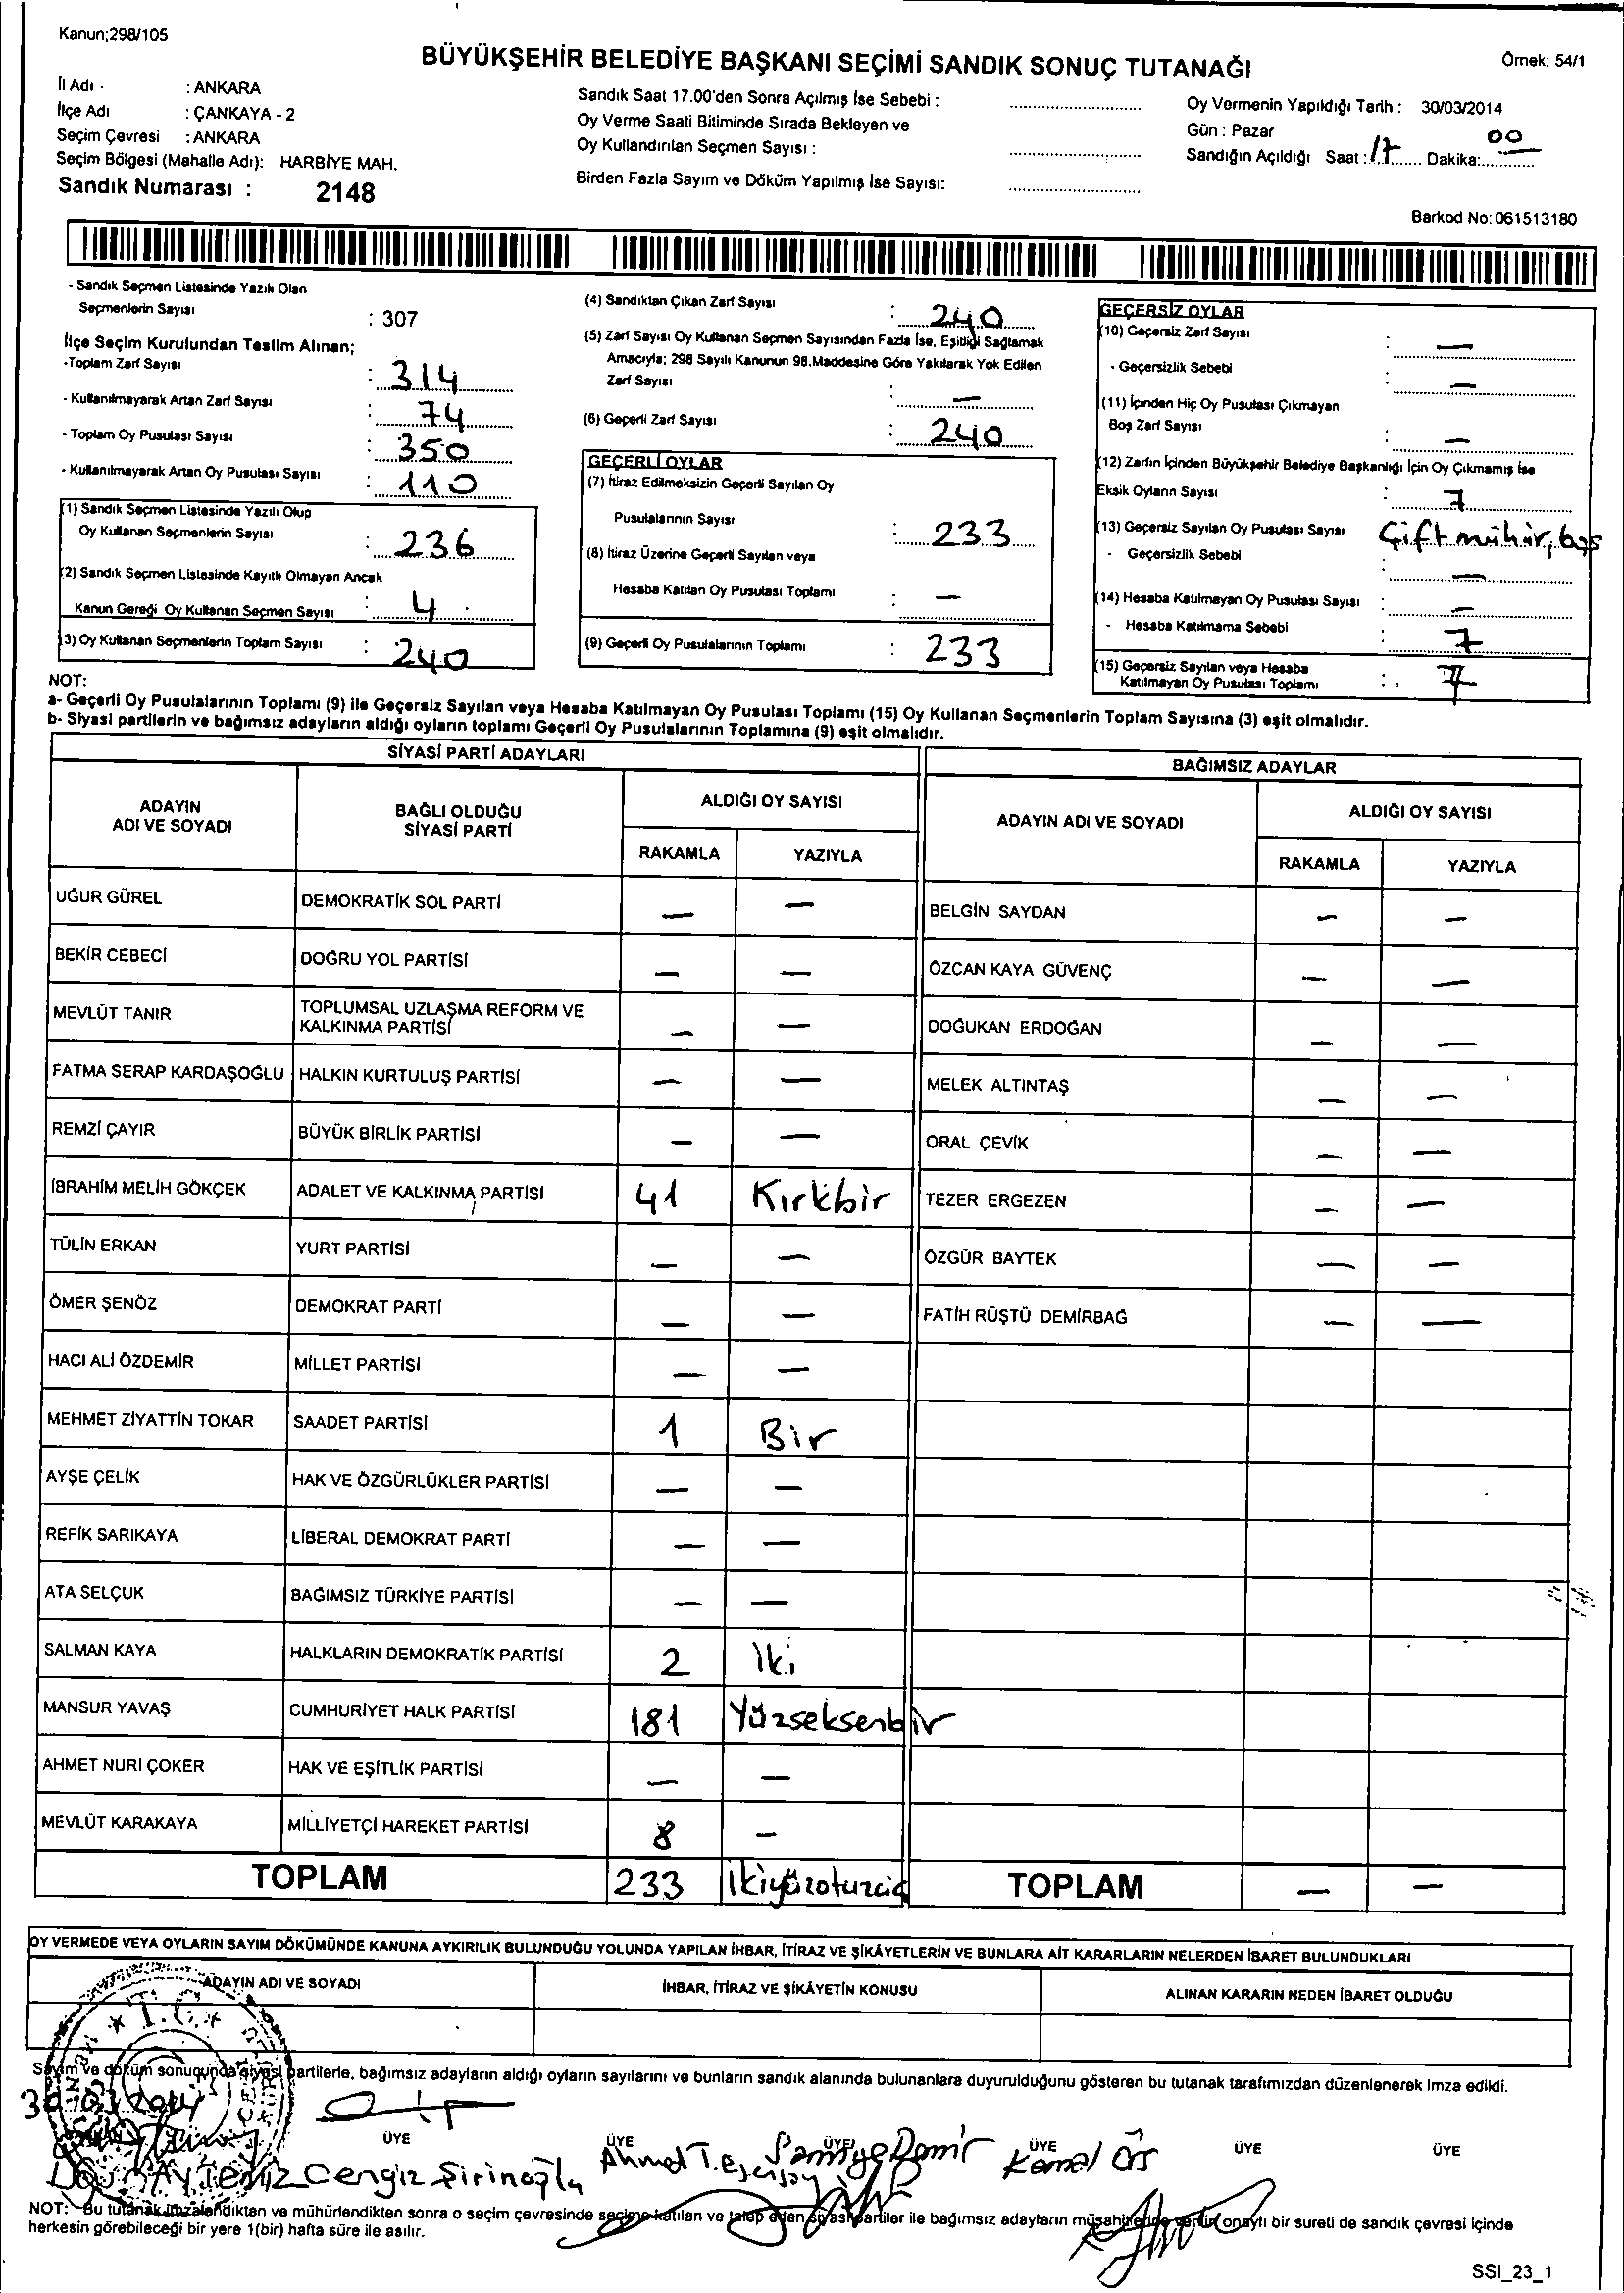 Kanun;298/105
BÜYÜKŞEHİR BELEDİYE BAŞKANI SEÇİMİ SANDIK SONUÇ TUTANAĞI
Örnek: 54/1
İl Adı : ANKARA
İlçe Adı : ÇANKAYA - 2
Seçim Çevresi : ANKARA
Seçim Bölgesi (Mahalle Adı): HARBİYE MAH.
Sandık Numarası : 2148
Sandık Saat 17.00'den Sonra Açılmış İse Sebebi :
Oy Verme Saati Bitiminde Sırada Bekleyen ve
Oy Kullandırılan Seçmen Sayısı :
Birden Fazla Sayım ve Döküm Yapılmış İse Sayısı:
Oy Vermenin Yapıldığı Tarih : 30/03/2014
Gün : Pazar
Sandığın Açıldığı Saat : 17 Dakika: 00
Barkod No: 061513180
- Sandık Seçmen Listesinde Yazılı Olan
Seçmenlerin Sayısı : 307
İlçe Seçim Kurulundan Teslim Alınan;
-Toplam Zarf Sayısı : 314
- Kullanılmayarak Artan Zarf Sayısı : 74
- Toplam Oy Pusulası Sayısı : 350
- Kullanılmayarak Artan Oy Pusulası Sayısı : 110
(1) Sandık Seçmen Listesinde Yazılı Olup
Oy Kullanan Seçmenlerin Sayısı : 236
(2) Sandık Seçmen Listesinde Kayıtlı Olmayan Ancak
Kanun Gereği Oy Kullanan Seçmen Sayısı : 4
(3) Oy Kullanan Seçmenlerin Toplam Sayısı : 240
(4) Sandıktan Çıkan Zarf Sayısı : 240
(5) Zarf Sayısı Oy Kullanan Seçmen Sayısından Fazla İse, Eşitliği Sağlamak
Amacıyla; 298 Sayılı Kanunun 98.Maddesine Göre Yakılarak Yok Edilen
Zarf Sayısı : —
(6) Geçerli Zarf Sayısı : 240
GEÇERLİ OYLAR
(7) İtiraz Edilmeksizin Geçerli Sayılan Oy
Pusulalarının Sayısı : 233
(8) İtiraz Üzerine Geçerli Sayılan veya
Hesaba Katılan Oy Pusulası Toplamı : —
(9) Geçerli Oy Pusulalarının Toplamı : 233
GEÇERSİZ OYLAR
(10) Geçersiz Zarf Sayısı : —
- Geçersizlik Sebebi : —
(11) İçinden Hiç Oy Pusulası Çıkmayan
Boş Zarf Sayısı : —
(12) Zarfın İçinden Büyükşehir Belediye Başkanlığı İçin Oy Çıkmamış İse
Eksik Oyların Sayısı : 7
(13) Geçersiz Sayılan Oy Pusulası Sayısı Çift mühür, boş
- Geçersizlik Sebebi : —
(14) Hesaba Katılmayan Oy Pusulası Sayısı : —
- Hesaba Katılmama Sebebi : 7
(15) Geçersiz Sayılan veya Hesaba
Katılmayan Oy Pusulası Toplamı : 7
NOT:
a- Geçerli Oy Pusulalarının Toplamı (9) ile Geçersiz Sayılan veya Hesaba Katılmayan Oy Pusulası Toplamı (15) Oy Kullanan Seçmenlerin Toplam Sayısına (3) eşit olmalıdır.
b- Siyasi partilerin ve bağımsız adayların aldığı oyların toplamı Geçerli Oy Pusulalarının Toplamına (9) eşit olmalıdır.
SİYASİ PARTİ ADAYLARI
ADAYIN ADI VE SOYADI BAĞLI OLDUĞU SİYASİ PARTİ ALDIĞI OY SAYISI
RAKAMLA YAZIYLA
UĞUR GÜREL DEMOKRATİK SOL PARTİ — —
BEKİR CEBECİ DOĞRU YOL PARTİSİ — —
MEVLÜT TANIR TOPLUMSAL UZLAŞMA REFORM VE KALKINMA PARTİSİ — —
FATMA SERAP KARDAŞOĞLU HALKIN KURTULUŞ PARTİSİ — —
REMZİ ÇAYIR BÜYÜK BİRLİK PARTİSİ — —
İBRAHİM MELİH GÖKÇEK ADALET VE KALKINMA PARTİSİ 41 Kırkbir
TÜLİN ERKAN YURT PARTİSİ — —
ÖMER ŞENÖZ DEMOKRAT PARTİ — —
HACI ALİ ÖZDEMİR MİLLET PARTİSİ — —
MEHMET ZİYATTİN TOKAR SAADET PARTİSİ 1 Bir
AYŞE ÇELİK HAK VE ÖZGÜRLÜKLER PARTİSİ — —
REFİK SARIKAYA LİBERAL DEMOKRAT PARTİ — —
ATA SELÇUK BAĞIMSIZ TÜRKİYE PARTİSİ — —
SALMAN KAYA HALKLARIN DEMOKRATİK PARTİSİ 2 İki
MANSUR YAVAŞ CUMHURİYET HALK PARTİSİ 181 Yüzseksenbir
AHMET NURİ ÇOKER HAK VE EŞİTLİK PARTİSİ — —
MEVLÜT KARAKAYA MİLLİYETÇİ HAREKET PARTİSİ 8 —
TOPLAM 233 İkiyüzotuzüç
BAĞIMSIZ ADAYLAR
ADAYIN ADI VE SOYADI ALDIĞI OY SAYISI
RAKAMLA YAZIYLA
BELGİN SAYDAN — —
ÖZCAN KAYA GÜVENÇ — —
DOĞUKAN ERDOĞAN — —
MELEK ALTINTAŞ — —
ORAL ÇEVİK — —
TEZER ERGEZEN — —
ÖZGÜR BAYTEK — —
FATİH RÜŞTÜ DEMİRBAĞ — —
TOPLAM — —
OY VERMEDE VEYA OYLARIN SAYIM DÖKÜMÜNDE KANUNA AYKIRILIK BULUNDUĞU YOLUNDA YAPILAN İHBAR, İTİRAZ VE ŞİKÂYETLERİN VE BUNLARA AİT KARARLARIN NELERDEN İBARET BULUNDUKLARI
ADAYIN ADI VE SOYADI İHBAR, İTİRAZ VE ŞİKÂYETİN KONUSU ALINAN KARARIN NEDEN İBARET OLDUĞU
T.C.
Sayım ve döküm sonucunda siyasi partilerle, bağımsız adayların aldığı oyların sayılarını ve bunların sandık alanında bulunanlara duyurulduğunu gösteren bu tutanak tarafımızdan düzenlenerek imza edildi.
30.03.2014
ÜYE ÜYE ÜYE ÜYE ÜYE ÜYE
Cengiz Şirinoğlu Ahmet T. Samiye Demir Kemal
NOT: Bu tutanak imzalandıktan ve mühürlendikten sonra o seçim çevresinde seçime katılan ve talep eden siyasi partiler ile bağımsız adayların müşahitlerine verilir, onaylı bir sureti de sandık çevresi içinde
herkesin görebileceği bir yere 1(bir) hafta süre ile asılır.
SSI_23_1